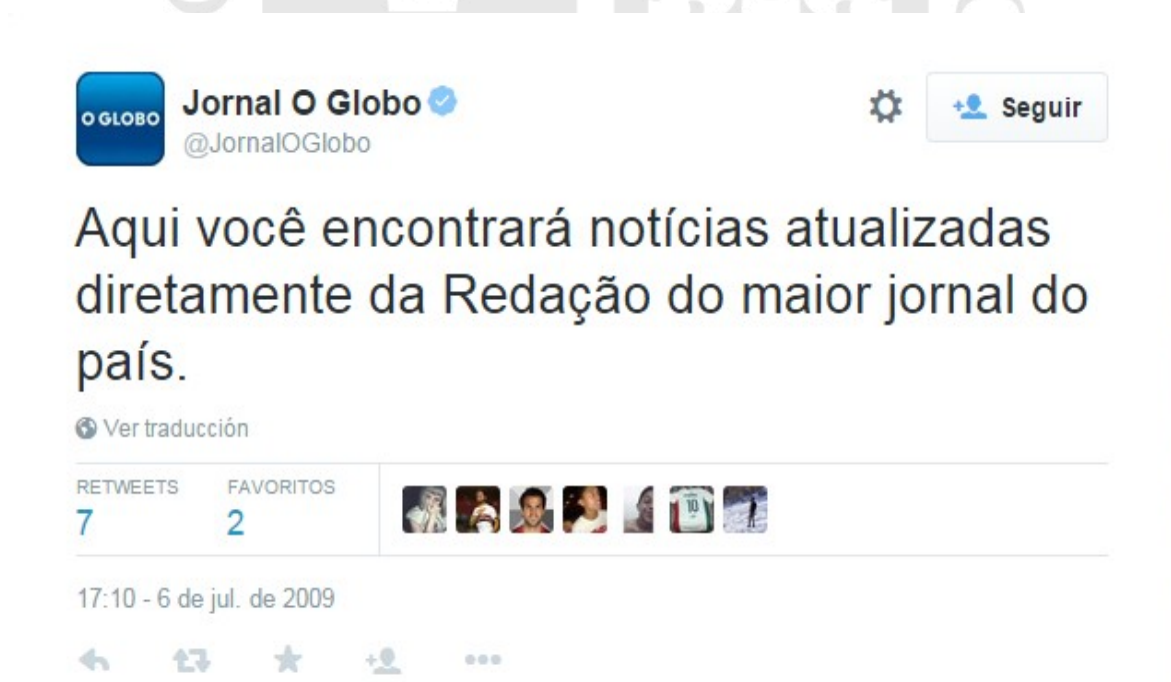 O GLOBO
Jornal O Globo
@JornalOGlobo
Seguir
Aqui você encontrará notícias atualizadas
diretamente da Redação do maior jornal do
país.
Ver traducción
RETWEETS FAVORITOS
7 2
10
17:10 - 6 de jul. de 2009